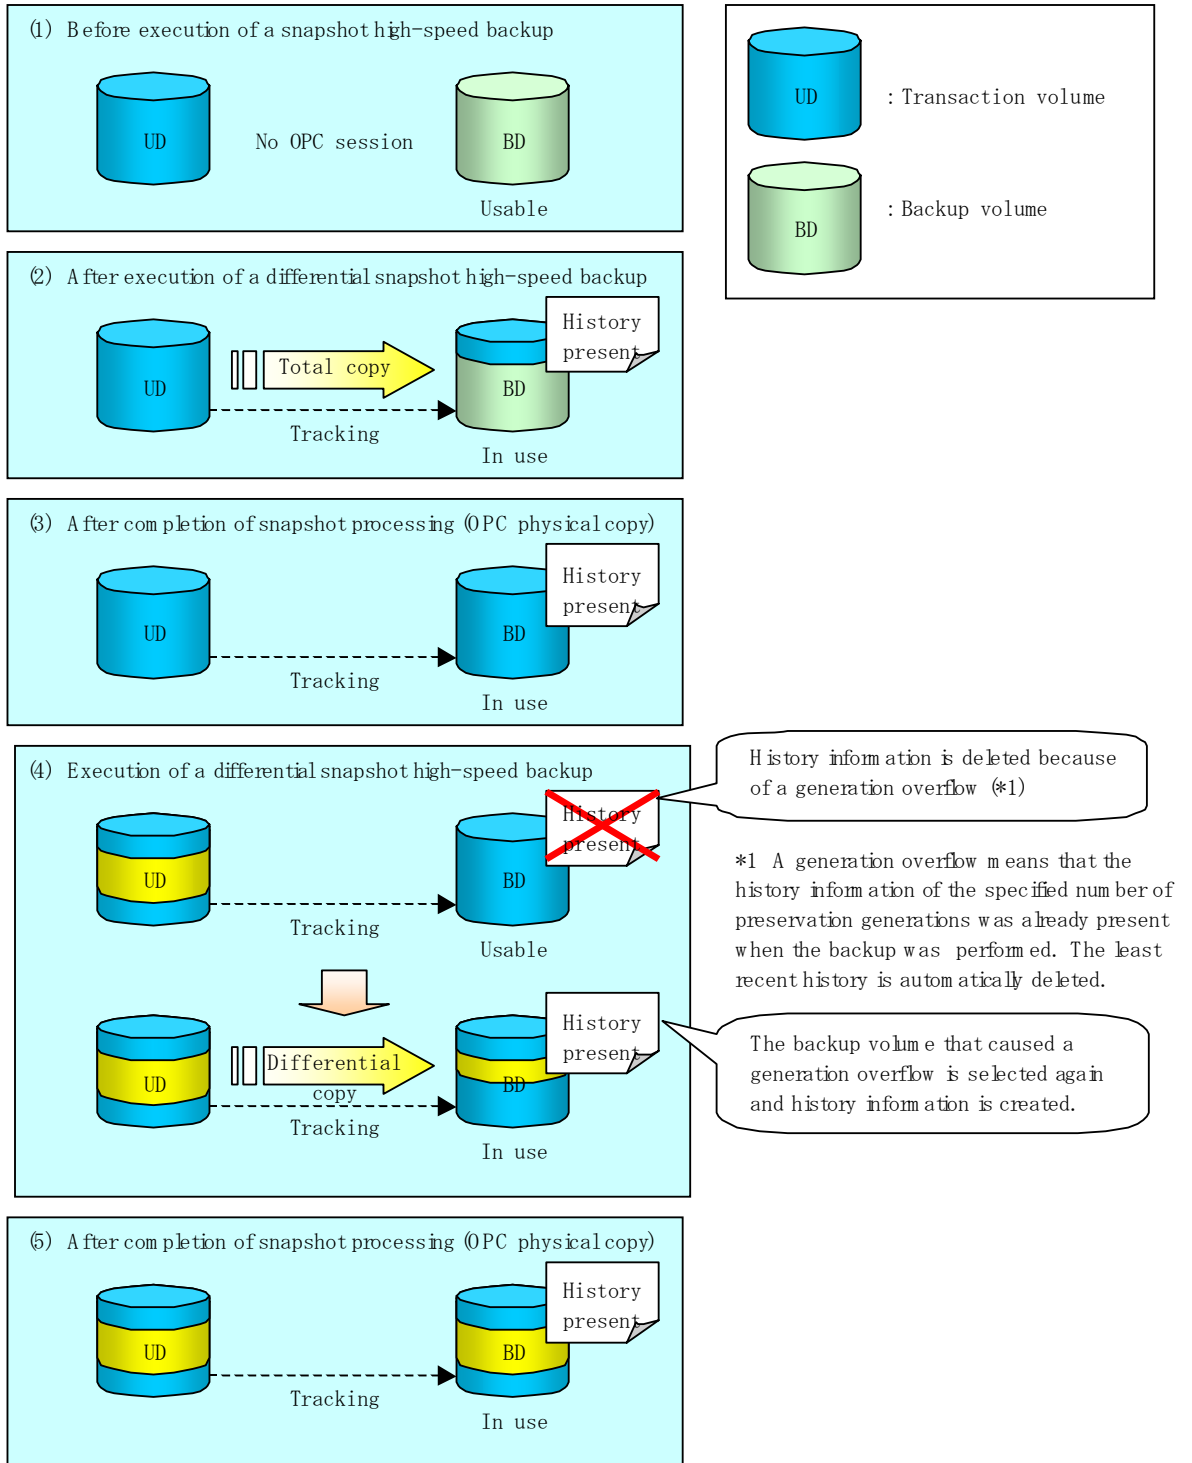 (1) Before execution of a snapshot high-speed backup
UD
No OPC session
BD
Usable
UD
: Transaction volume
BD
: Backup volume
(2) After execution of a differential snapshot high-speed backup
History
present
UD
Total copy
BD
Tracking
In use
(3) After completion of snapshot processing (OPC physical copy)
History
present
UD
BD
Tracking
In use
(4) Execution of a differential snapshot high-speed backup
History
present
UD
BD
Tracking
Usable
History information is deleted because
of a generation overflow (*1)
*1 A generation overflow means that the
history information of the specified number of
preservation generations was already present
when the backup was performed. The least
recent history is automatically deleted.
History
present
UD
Differential
copy
BD
Tracking
In use
The backup volume that caused a
generation overflow is selected again
and history information is created.
(5) After completion of snapshot processing (OPC physical copy)
History
present
UD
BD
Tracking
In use